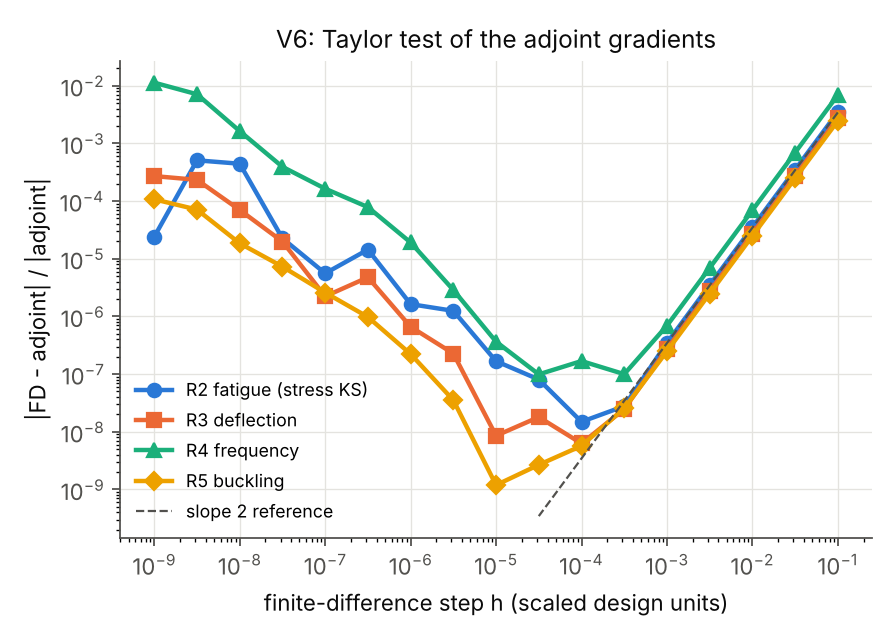 V6: Taylor test of the adjoint gradients
|FD - adjoint| / |adjoint|
10⁻²
10⁻³
10⁻⁴
10⁻⁵
10⁻⁶
10⁻⁷
10⁻⁸
10⁻⁹
R2 fatigue (stress KS)
R3 deflection
R4 frequency
R5 buckling
slope 2 reference
10⁻⁹ 10⁻⁸ 10⁻⁷ 10⁻⁶ 10⁻⁵ 10⁻⁴ 10⁻³ 10⁻² 10⁻¹
finite-difference step h (scaled design units)